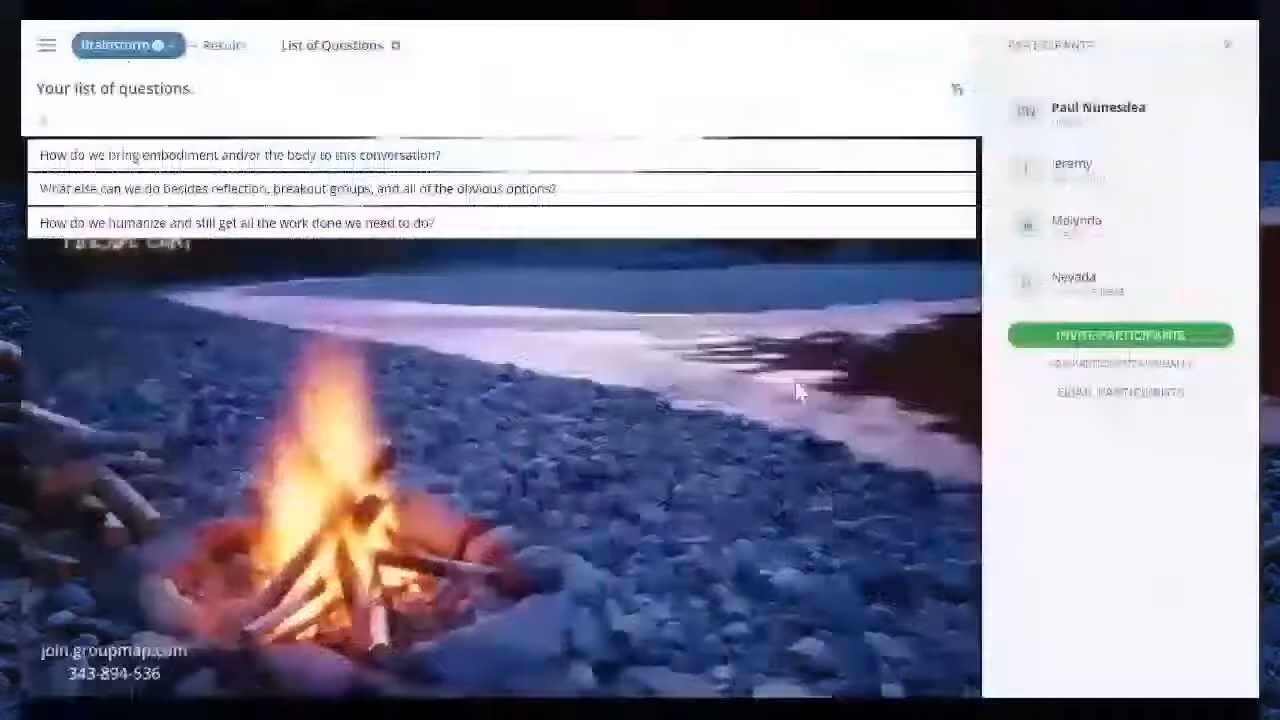 Brainstorm
Results
List of Questions
Your list of questions.
How do we bring embodiment and/or the body to this conversation?
What else can we do besides reflection, breakout groups, and all of the obvious options?
How do we humanize and still get all the work done we need to do?
join.groupmap.com
343-894-536
PARTICIPANTS
Paul Nunesdea
Jeremy
Molynda
Nevada
INVITE PARTICIPANTS
EMAIL PARTICIPANTS